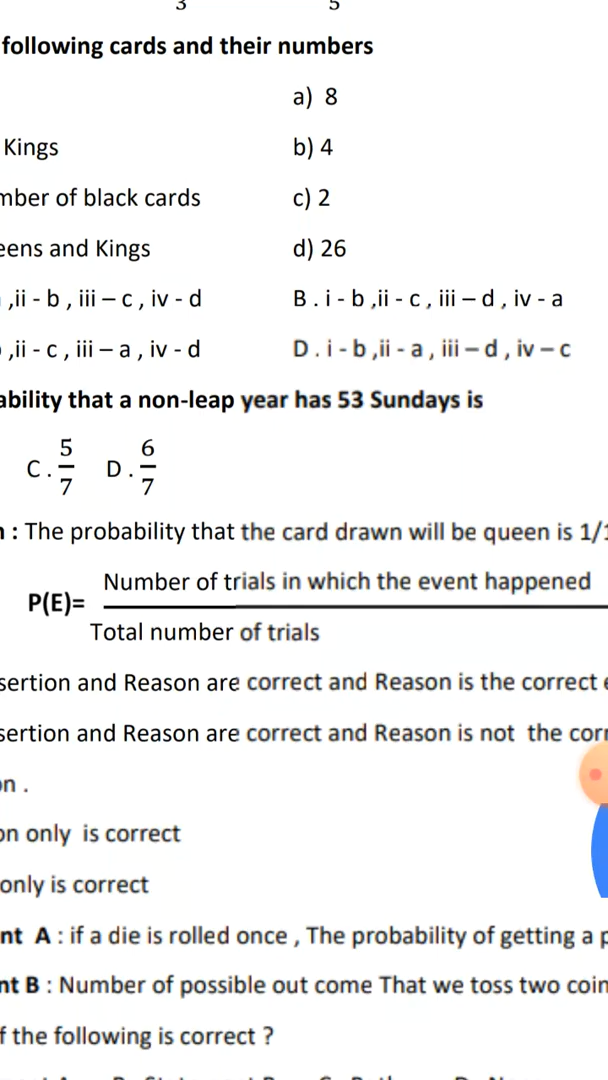 3 5
following cards and their numbers
a) 8
Kings b) 4
mber of black cards c) 2
eens and Kings d) 26
,ii - b , iii – c , iv - d B . i - b ,ii - c , iii – d , iv - a
,ii - c , iii – a , iv - d D . i - b ,ii - a , iii – d , iv – c
ability that a non-leap year has 53 Sundays is
C . 5/7 D . 6/7
: The probability that the card drawn will be queen is 1/1
P(E)= Number of trials in which the event happened
Total number of trials
sertion and Reason are correct and Reason is the correct e
sertion and Reason are correct and Reason is not the corr
on .
on only is correct
only is correct
nt A : if a die is rolled once , The probability of getting a p
nt B : Number of possible out come That we toss two coin
f the following is correct ?